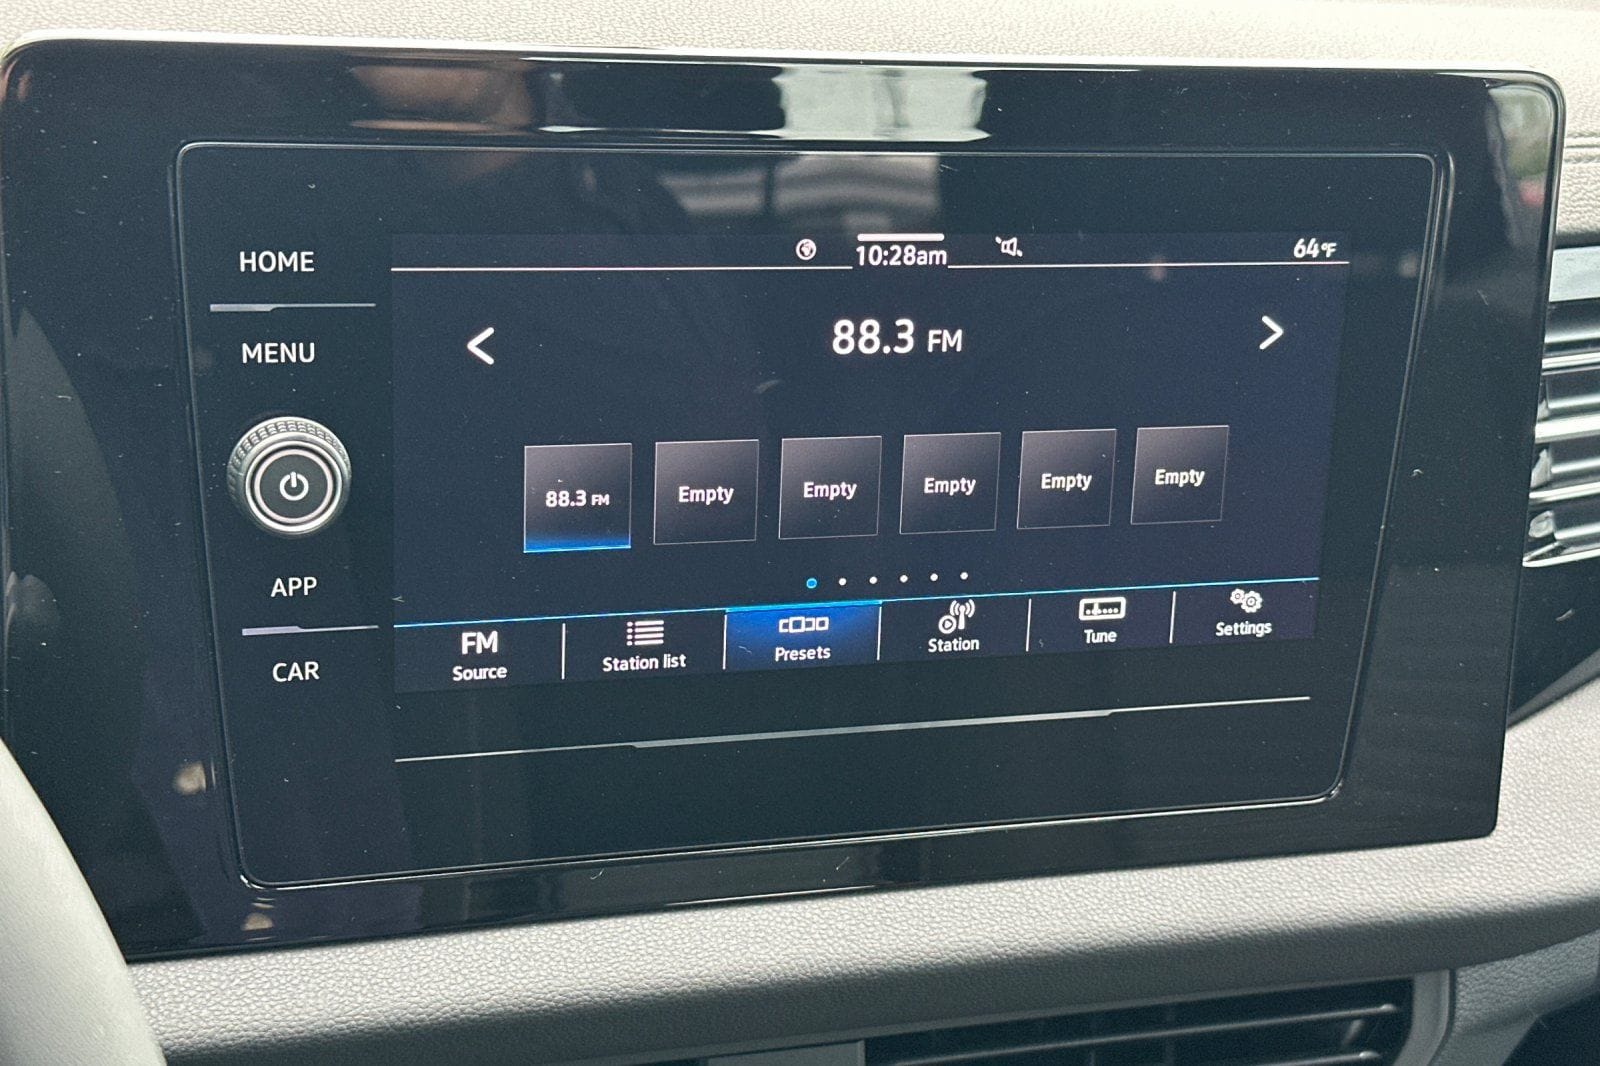 HOME
MENU
APP
CAR
10:28am
64°F
88.3 FM
88.3 FM
Empty
Empty
Empty
Empty
Empty
FM
Source
Station list
Presets
Station
Tune
Settings